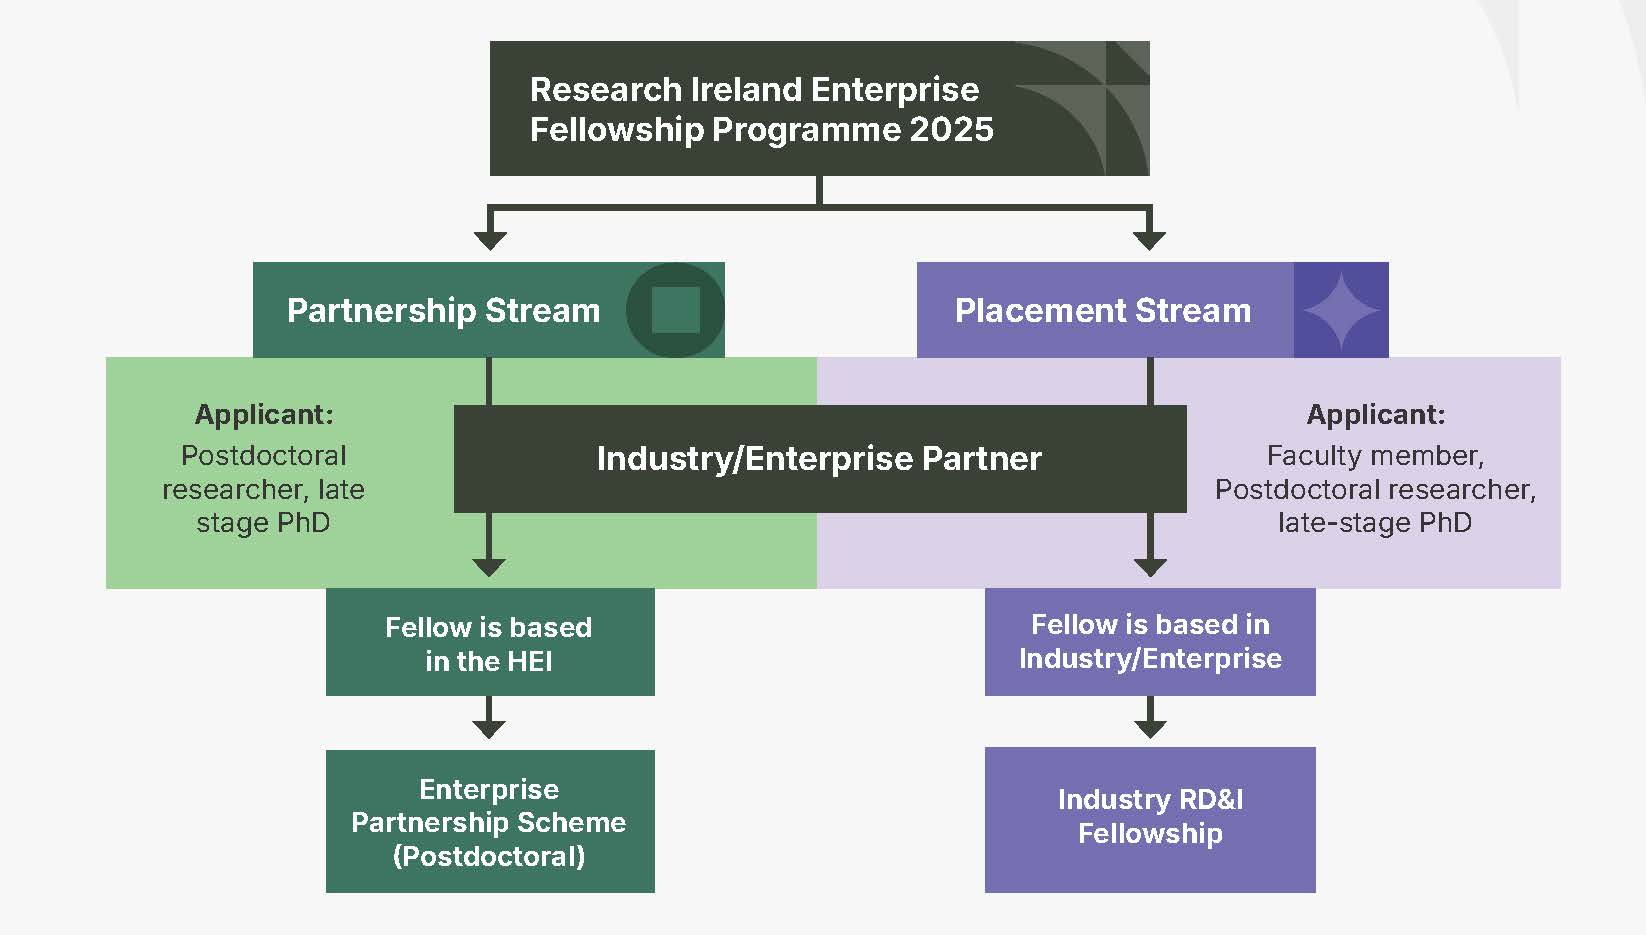 Research Ireland Enterprise
Fellowship Programme 2025
Partnership Stream
Placement Stream
Applicant:
Postdoctoral
researcher, late
stage PhD
Industry/Enterprise Partner
Applicant:
Faculty member,
Postdoctoral researcher,
late-stage PhD
Fellow is based
in the HEI
Fellow is based in
Industry/Enterprise
Enterprise
Partnership Scheme
(Postdoctoral)
Industry RD&I
Fellowship